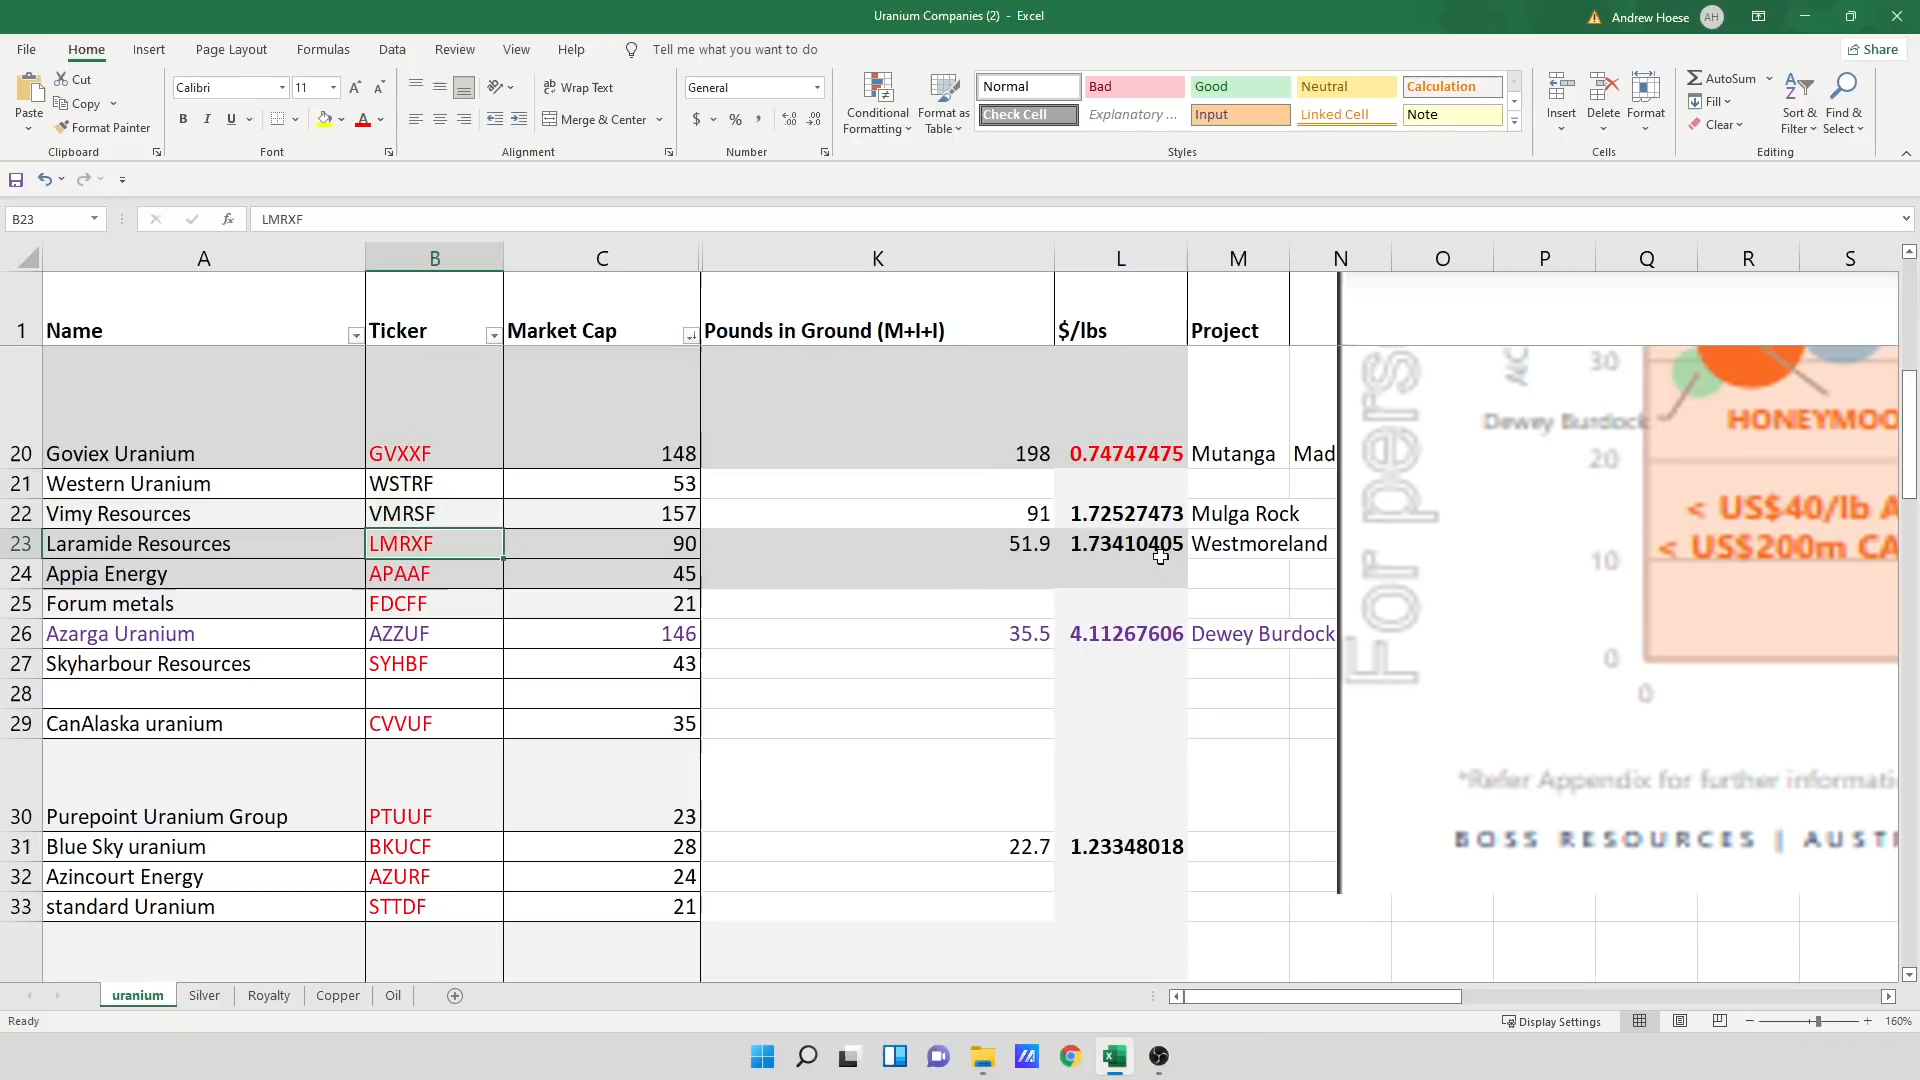 Uranium Companies (2) - Excel
Andrew Hoese
AH
File Home Insert Page Layout Formulas Data Review View Help Tell me what you want to do
Share
Paste
Cut
Copy
Format Painter
Clipboard
Calibri 11
B I U
Font
Wrap Text
Merge & Center
Alignment
General
$ % ,
Number
Conditional Formatting
Format as Table
Normal Bad Good Neutral Calculation
Check Cell Explanatory ... Input Linked Cell Note
Styles
Insert Delete Format
Cells
AutoSum
Fill
Clear
Sort & Filter
Find & Select
Editing
B23 fx LMRXF
A B C K L M N O P Q R S
1 Name Ticker Market Cap Pounds in Ground (M+I+I) $/lbs Project
20 Goviex Uranium GVXXF 148 198 0.74747475 Mutanga Mad
21 Western Uranium WSTRF 53
22 Vimy Resources VMRSF 157 91 1.72527473 Mulga Rock
23 Laramide Resources LMRXF 90 51.9 1.73410405 Westmoreland
24 Appia Energy APAAF 45
25 Forum metals FDCFF 21
26 Azarga Uranium AZZUF 146 35.5 4.11267606 Dewey Burdock
27 Skyharbour Resources SYHBF 43
28
29 CanAlaska uranium CVVUF 35
30 Purepoint Uranium Group PTUUF 23
31 Blue Sky uranium BKUCF 28 22.7 1.23348018
32 Azincourt Energy AZURF 24
33 standard Uranium STTDF 21
For pers
AIC
30
Dewey Burdock
HONEYMOO
20
< US$40/lb A
< US$200m CA
10
0
0
*Refer Appendix for further informati
BOSS RESOURCES | AUSTR
uranium Silver Royalty Copper Oil
Ready
Display Settings
160%